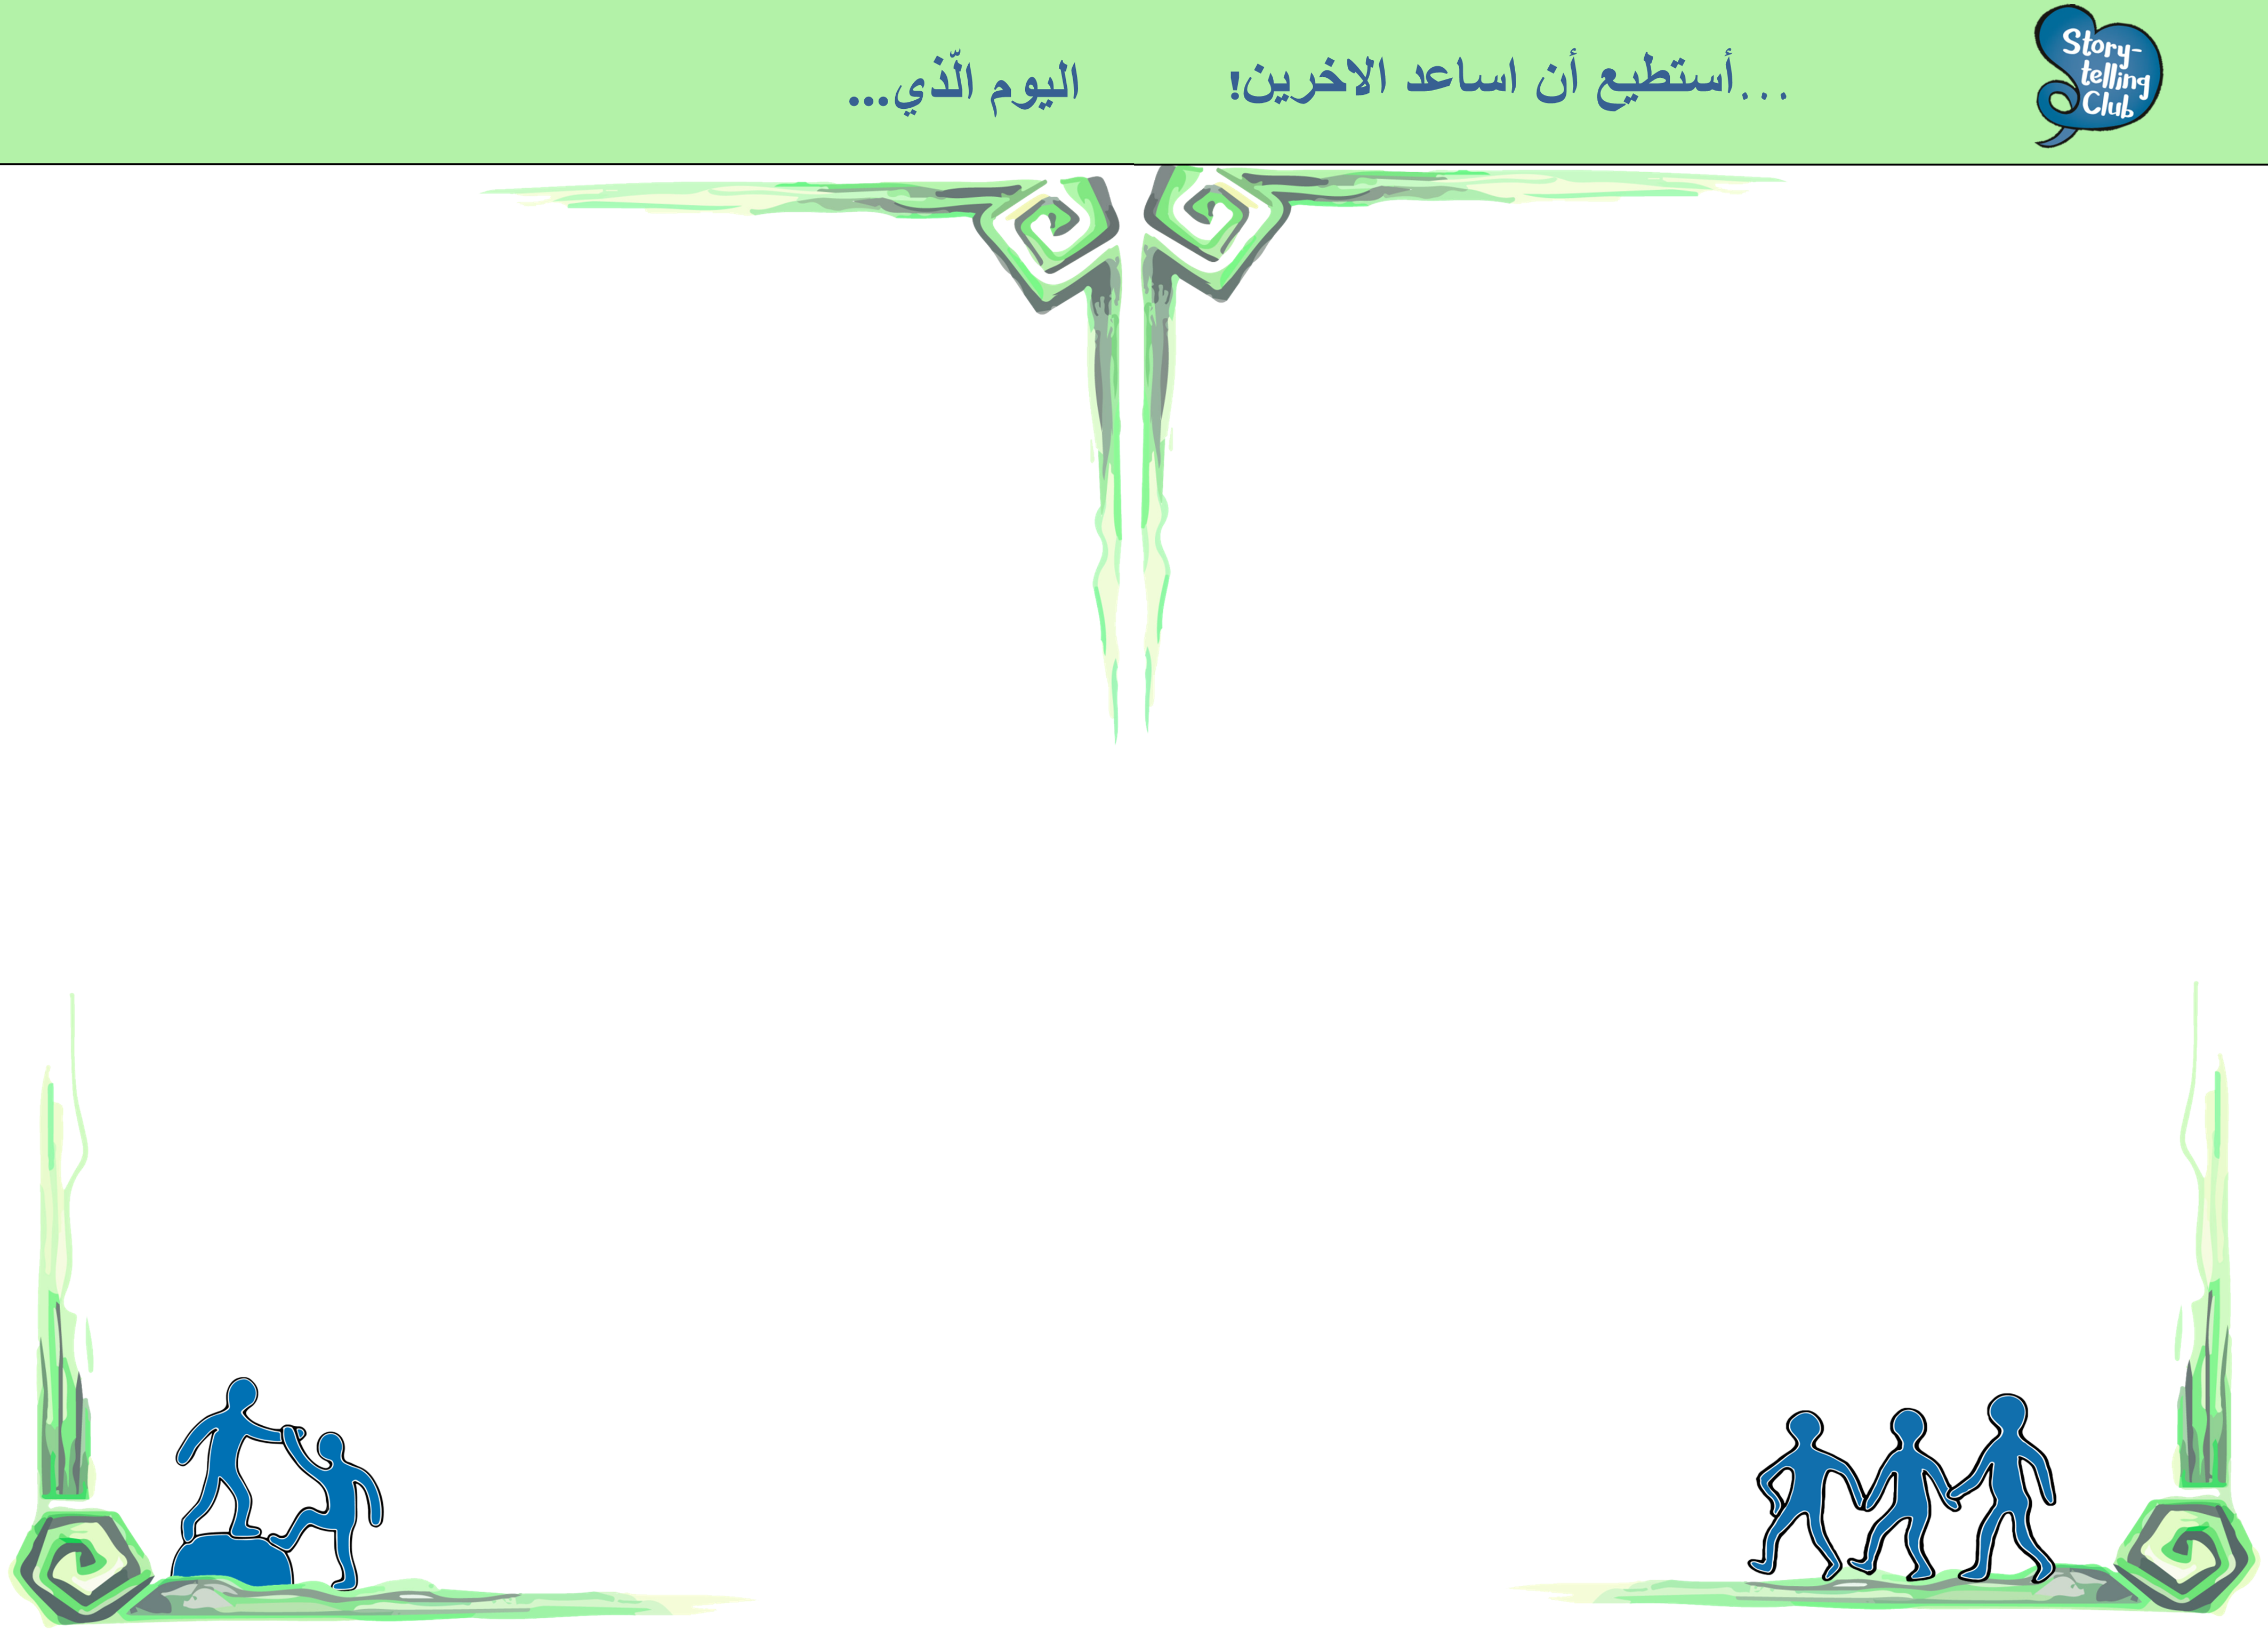 اليوم الّذي...
...أستطيع أن اساعد الاخرين!
Story-
telling
Club